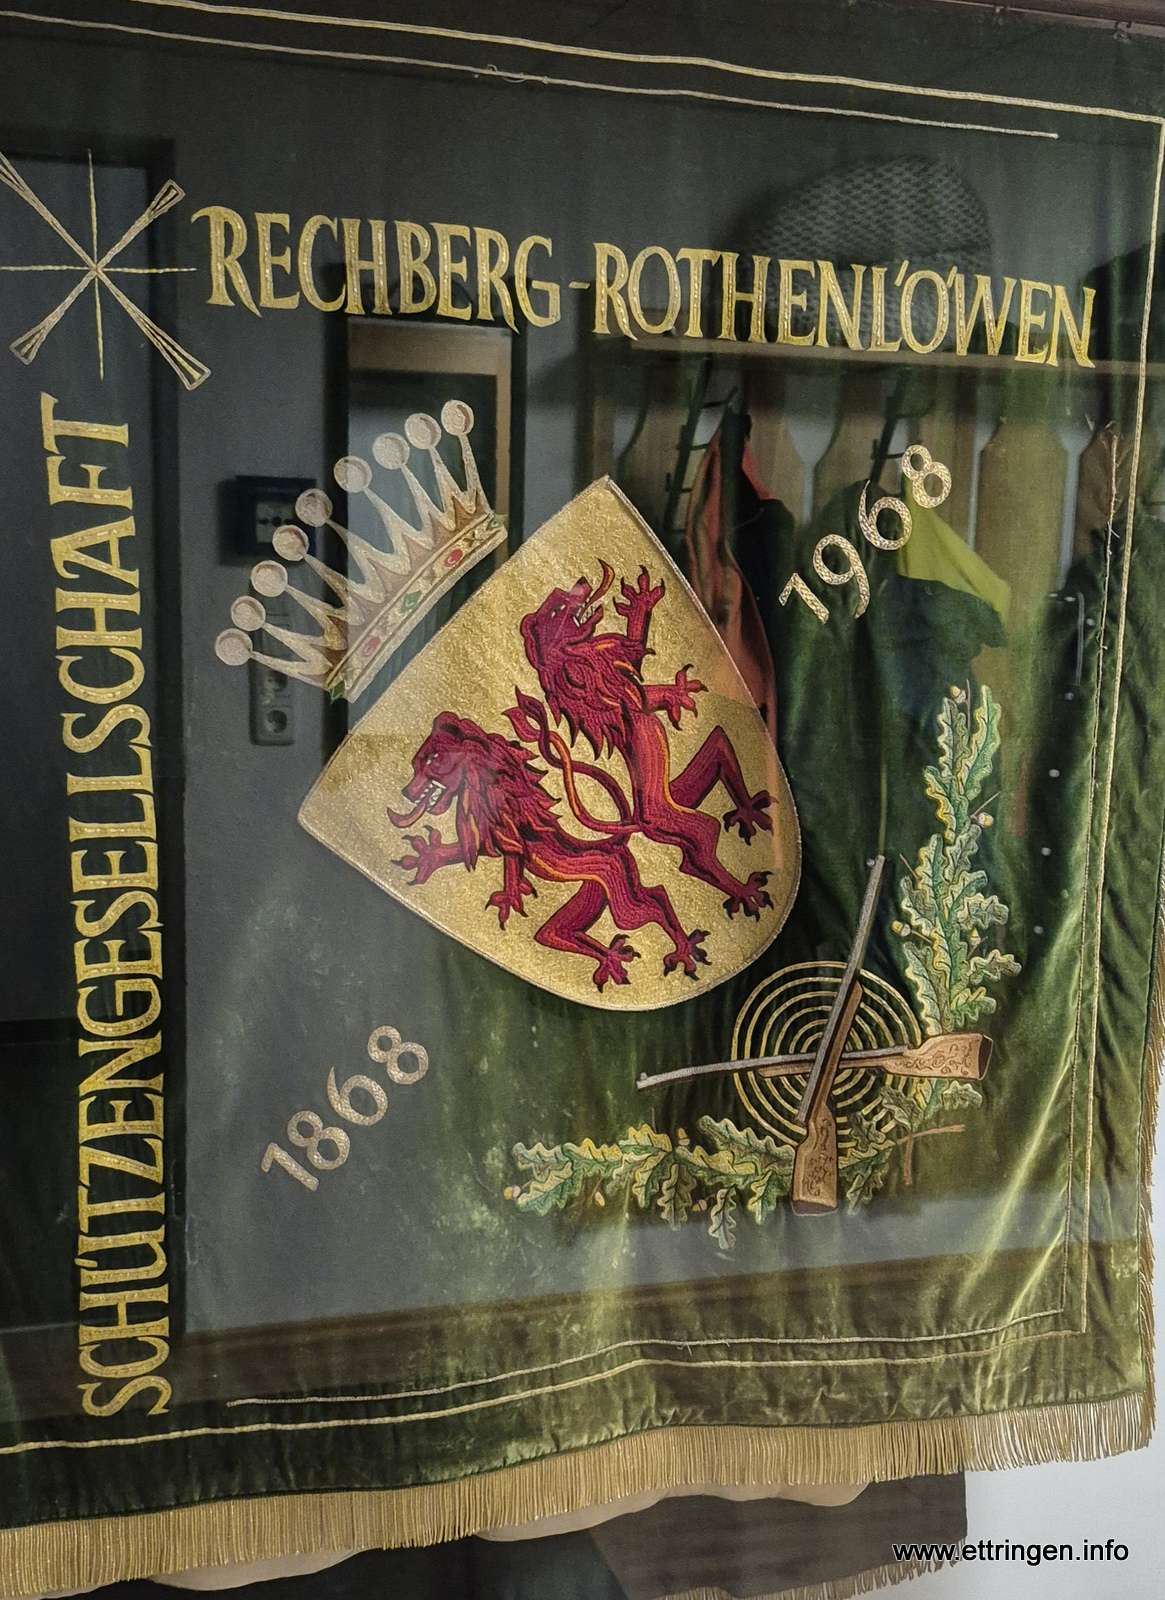 SCHÜTZENGESELLSCHAFT
RECHBERG-ROTHENLÖWEN
1868
1968
www.ettringen.info